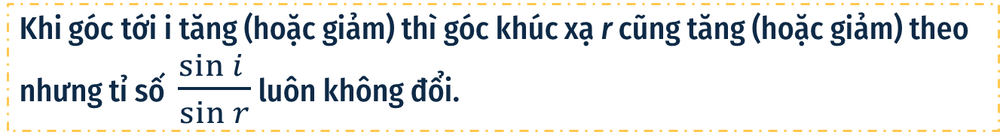 Khi góc tới i tăng (hoặc giảm) thì góc khúc xạ r cũng tăng (hoặc giảm) theo
nhưng tỉ số sin i / sin r luôn không đổi.